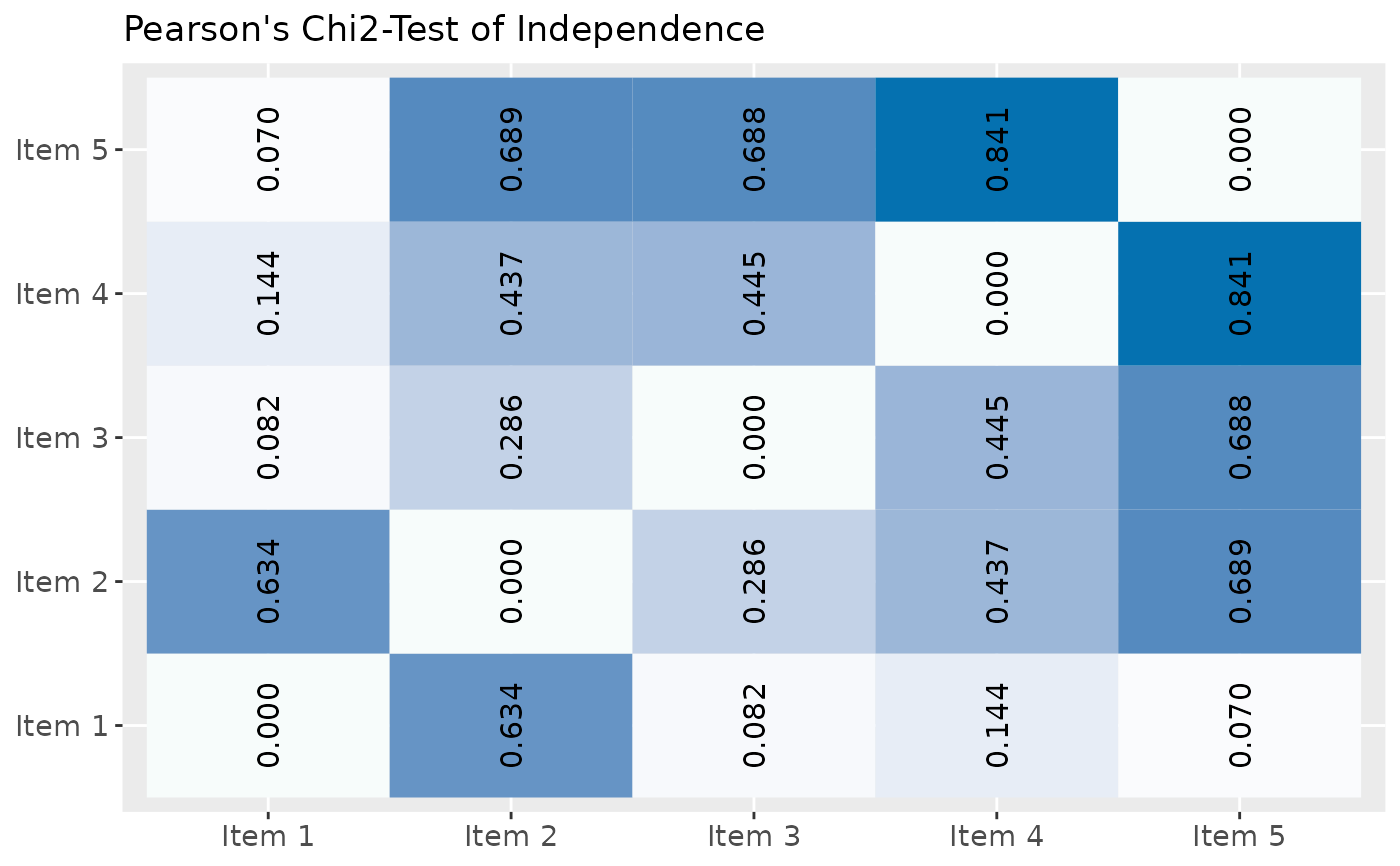 Pearson's Chi2-Test of Independence
Item 5 0.070 0.689 0.688 0.841 0.000
Item 4 0.144 0.437 0.445 0.000 0.841
Item 3 0.082 0.286 0.000 0.445 0.688
Item 2 0.634 0.000 0.286 0.437 0.689
Item 1 0.000 0.634 0.082 0.144 0.070
Item 1 Item 2 Item 3 Item 4 Item 5